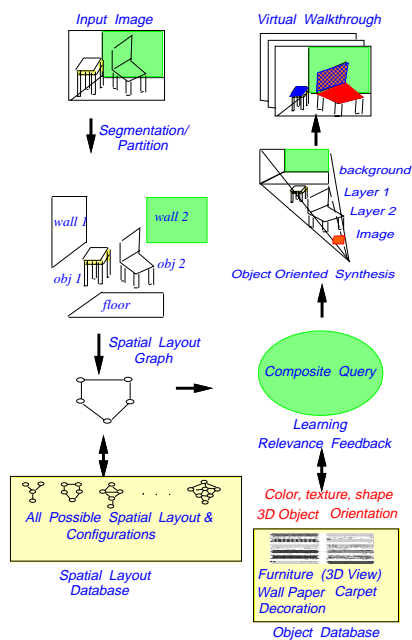 Input Image
Segmentation/
Partition
wall 1
wall 2
obj 1
obj 2
floor
Spatial Layout
Graph
All Possible Spatial Layout &
Configurations
Spatial Layout
Database
Virtual Walkthrough
background
Layer 1
Layer 2
Image
Object Oriented Synthesis
Composite Query
Learning
Relevance Feedback
Color, texture, shape
3D Object Orientation
Furniture (3D View)
Wall Paper Carpet
Decoration
Object Database